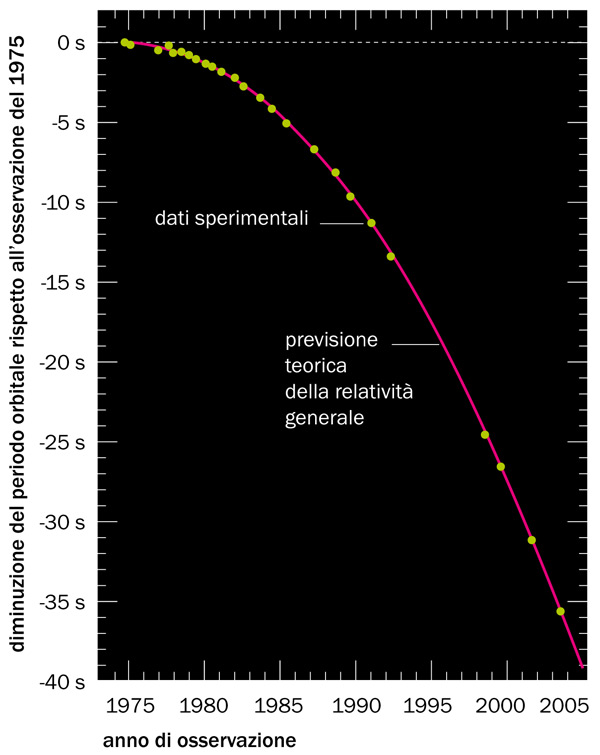 diminuzione del periodo orbitale rispetto all'osservazione del 1975
0 s
-5 s
-10 s
-15 s
-20 s
-25 s
-30 s
-35 s
-40 s
dati sperimentali
previsione
teorica
della relatività
generale
1975 1980 1985 1990 1995 2000 2005
anno di osservazione